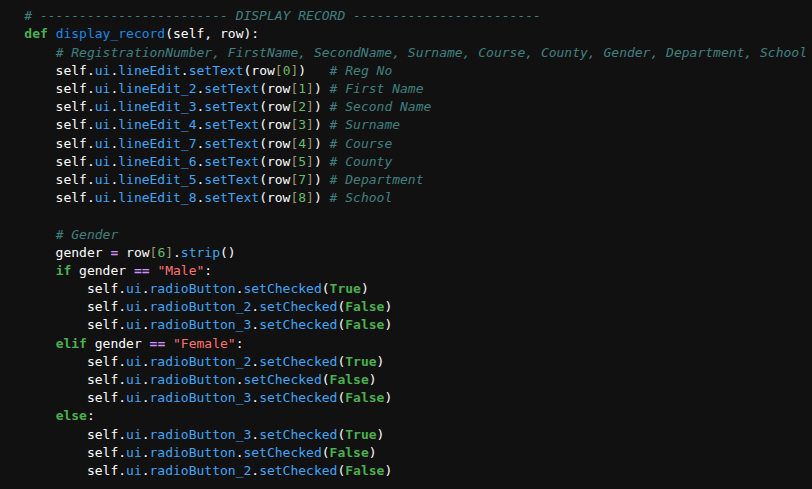 # ------------------------ DISPLAY RECORD ------------------------
def display_record(self, row):
    # RegistrationNumber, FirstName, SecondName, Surname, Course, County, Gender, Department, School
    self.ui.lineEdit.setText(row[0])   # Reg No
    self.ui.lineEdit_2.setText(row[1]) # First Name
    self.ui.lineEdit_3.setText(row[2]) # Second Name
    self.ui.lineEdit_4.setText(row[3]) # Surname
    self.ui.lineEdit_7.setText(row[4]) # Course
    self.ui.lineEdit_6.setText(row[5]) # County
    self.ui.lineEdit_5.setText(row[7]) # Department
    self.ui.lineEdit_8.setText(row[8]) # School

    # Gender
    gender = row[6].strip()
    if gender == "Male":
        self.ui.radioButton.setChecked(True)
        self.ui.radioButton_2.setChecked(False)
        self.ui.radioButton_3.setChecked(False)
    elif gender == "Female":
        self.ui.radioButton_2.setChecked(True)
        self.ui.radioButton.setChecked(False)
        self.ui.radioButton_3.setChecked(False)
    else:
        self.ui.radioButton_3.setChecked(True)
        self.ui.radioButton.setChecked(False)
        self.ui.radioButton_2.setChecked(False)